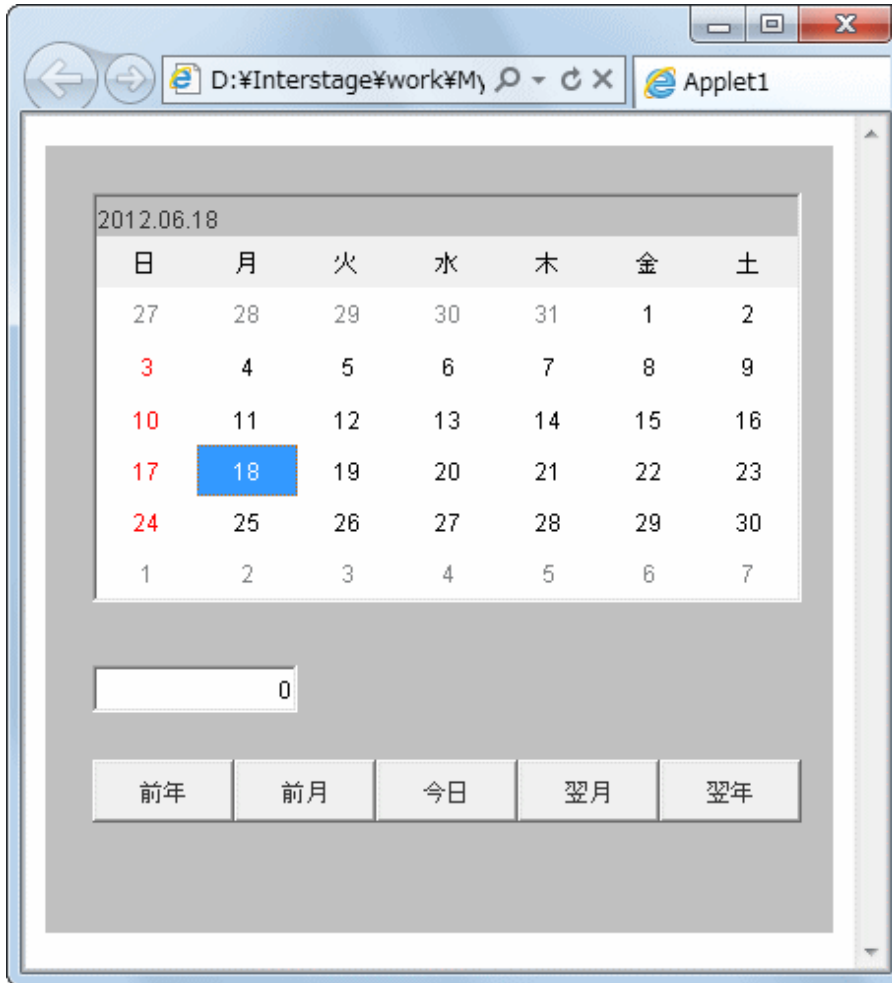 D:¥Interstage¥work¥My
Applet1
2012.06.18
日 月 火 水 木 金 土
27 28 29 30 31 1 2
3 4 5 6 7 8 9
10 11 12 13 14 15 16
17 18 19 20 21 22 23
24 25 26 27 28 29 30
1 2 3 4 5 6 7
0
前年 前月 今日 翌月 翌年